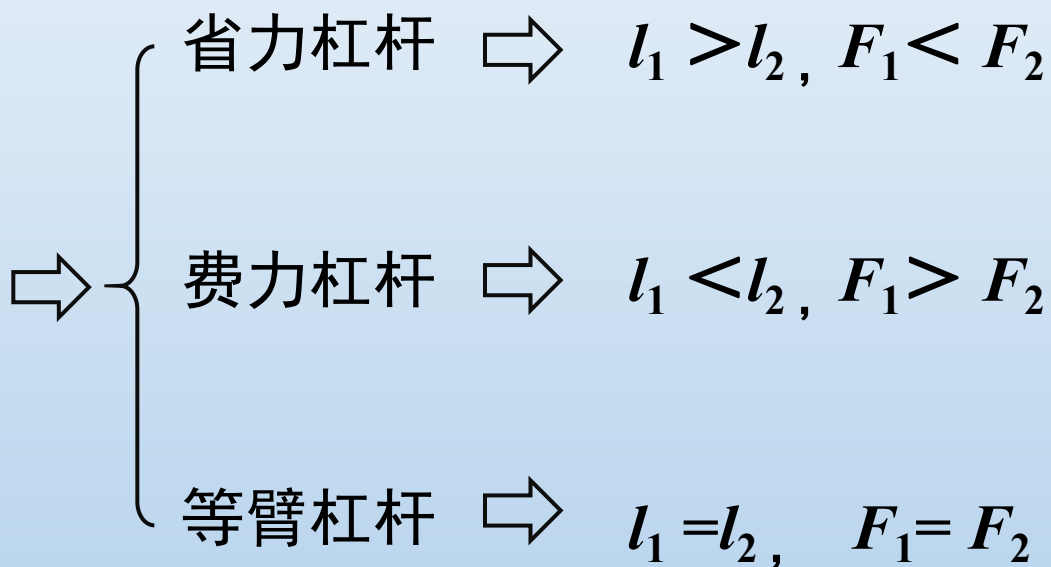 省力杠杆 ⇨ l₁ >l₂ , F₁< F₂
费力杠杆 ⇨ l₁ <l₂ , F₁> F₂
等臂杠杆 ⇨ l₁ =l₂ , F₁= F₂